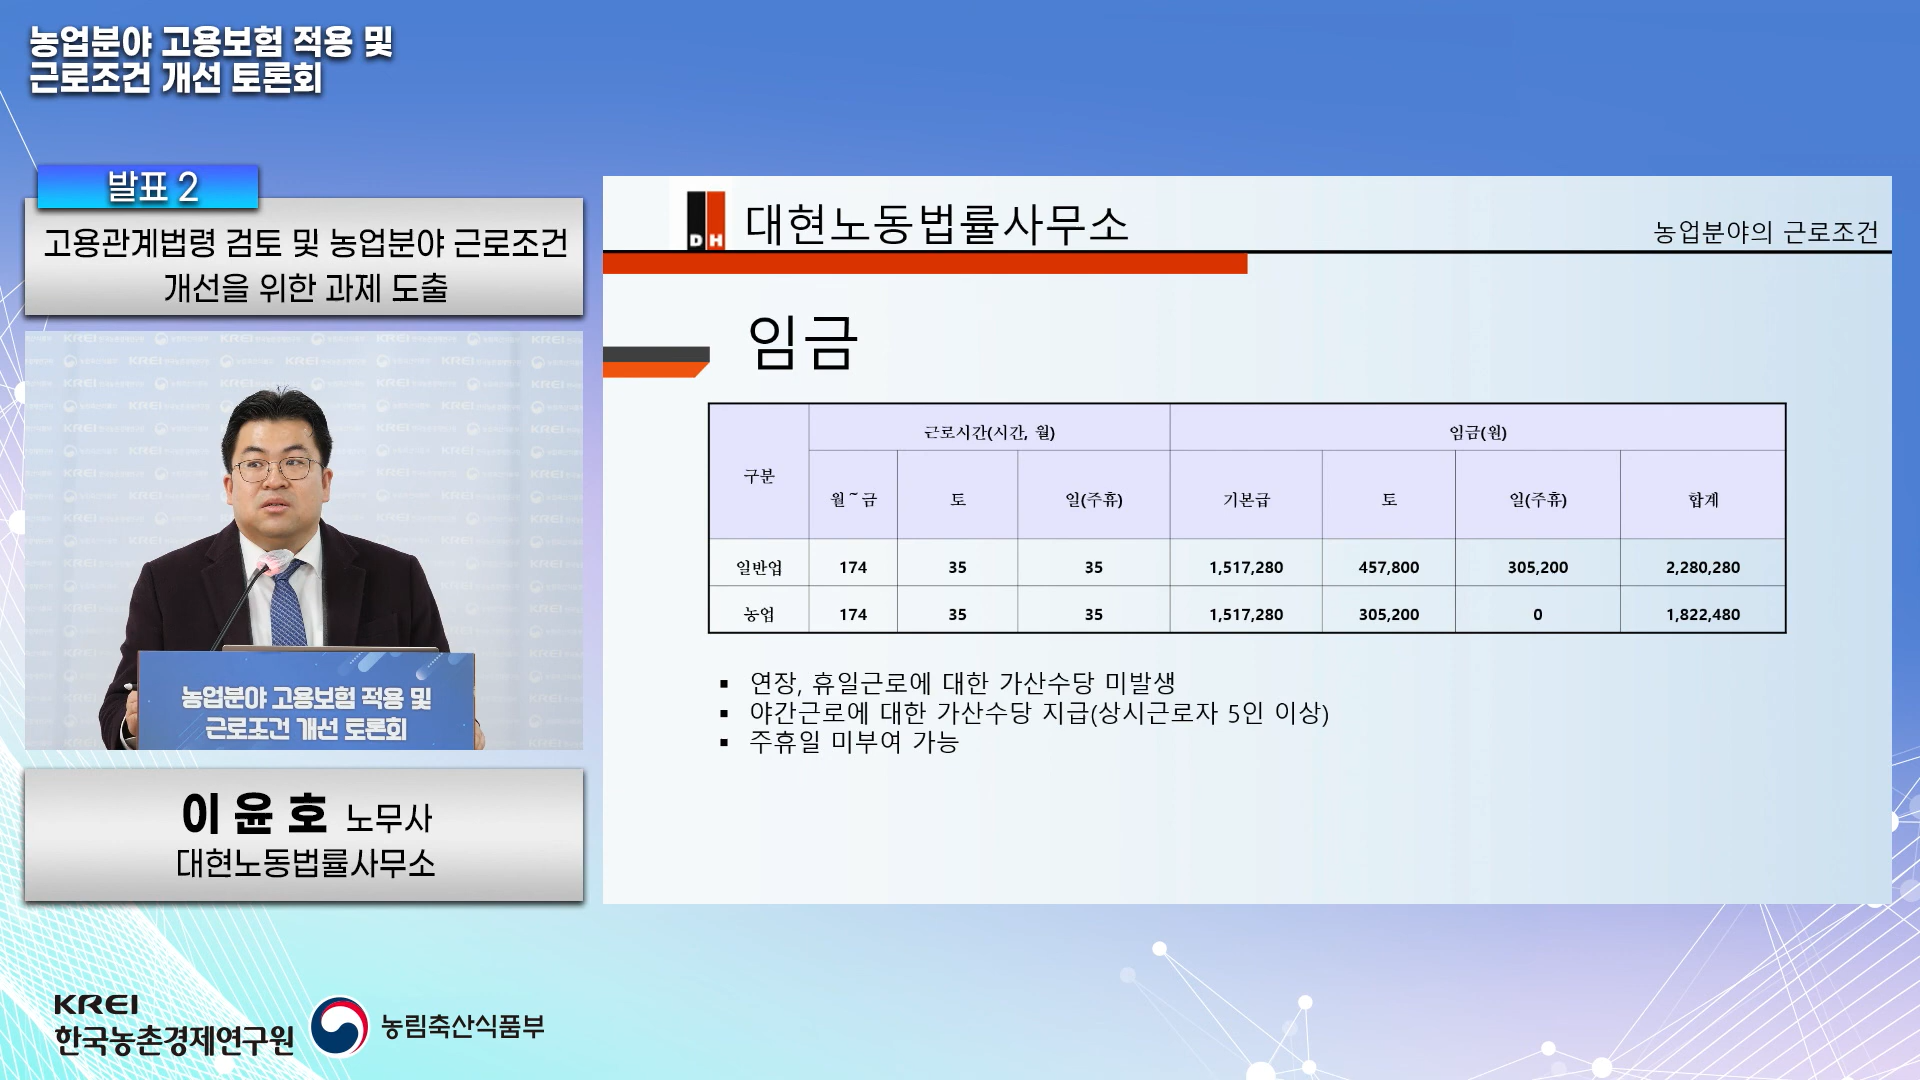 농업분야 고용보험 적용 및
근로조건 개선 토론회
발표 2
고용관계법령 검토 및 농업분야 근로조건
개선을 위한 과제 도출
농업분야 고용보험 적용 및
근로조건 개선 토론회
이 윤 호 노무사
대현노동법률사무소
DH
대현노동법률사무소
농업분야의 근로조건
임금
구분 근로시간(시간, 월) 임금(원)
월~금 토 일(주휴) 기본급 토 일(주휴) 합계
일반업 174 35 35 1,517,280 457,800 305,200 2,280,280
농업 174 35 35 1,517,280 305,200 0 1,822,480
▪ 연장, 휴일근로에 대한 가산수당 미발생
▪ 야간근로에 대한 가산수당 지급(상시근로자 5인 이상)
▪ 주휴일 미부여 가능
KREI
한국농촌경제연구원
농림축산식품부